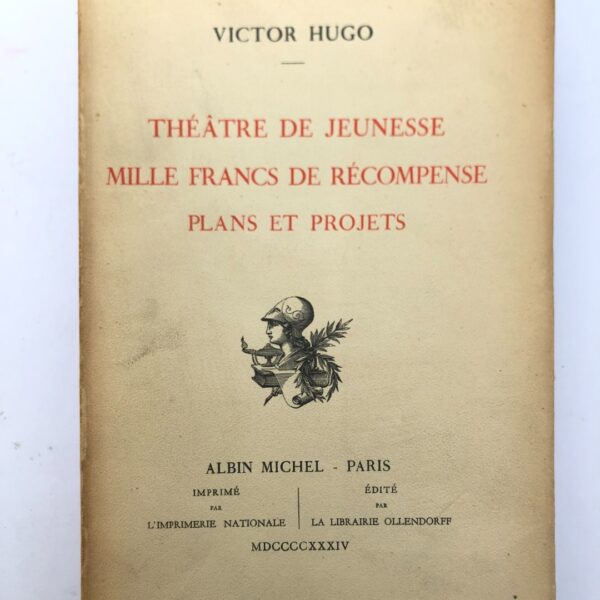 VICTOR HUGO
THÉÂTRE DE JEUNESSE
MILLE FRANCS DE RÉCOMPENSE
PLANS ET PROJETS
ALBIN MICHEL - PARIS
IMPRIMÉ
PAR
L'IMPRIMERIE NATIONALE
ÉDITÉ
PAR
LA LIBRAIRIE OLLENDORFF
MDCCCCXXXIV